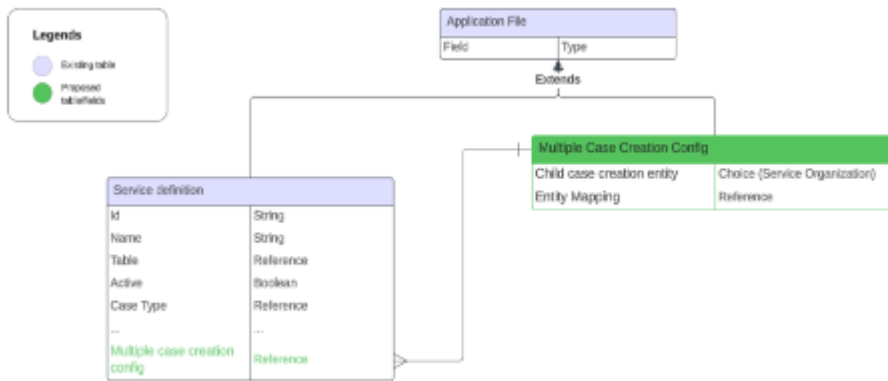 Legends
Existing table
Proposed
table/fields
Application File
Field Type
Extends
Multiple Case Creation Config
Child case creation entity Choice (Service Organization)
Entity Mapping Reference
Service definition
Id String
Name String
Table Reference
Active Boolean
Case Type Reference
... ...
Multiple case creation
config Reference